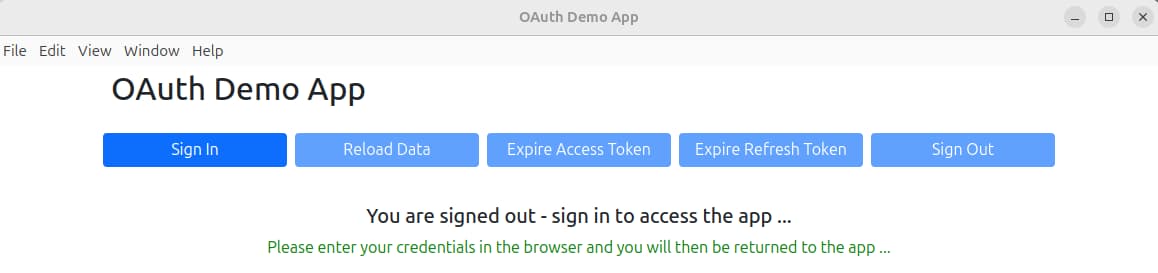 OAuth Demo App
File Edit View Window Help
OAuth Demo App
Sign In Reload Data Expire Access Token Expire Refresh Token Sign Out
You are signed out - sign in to access the app ...
Please enter your credentials in the browser and you will then be returned to the app ...